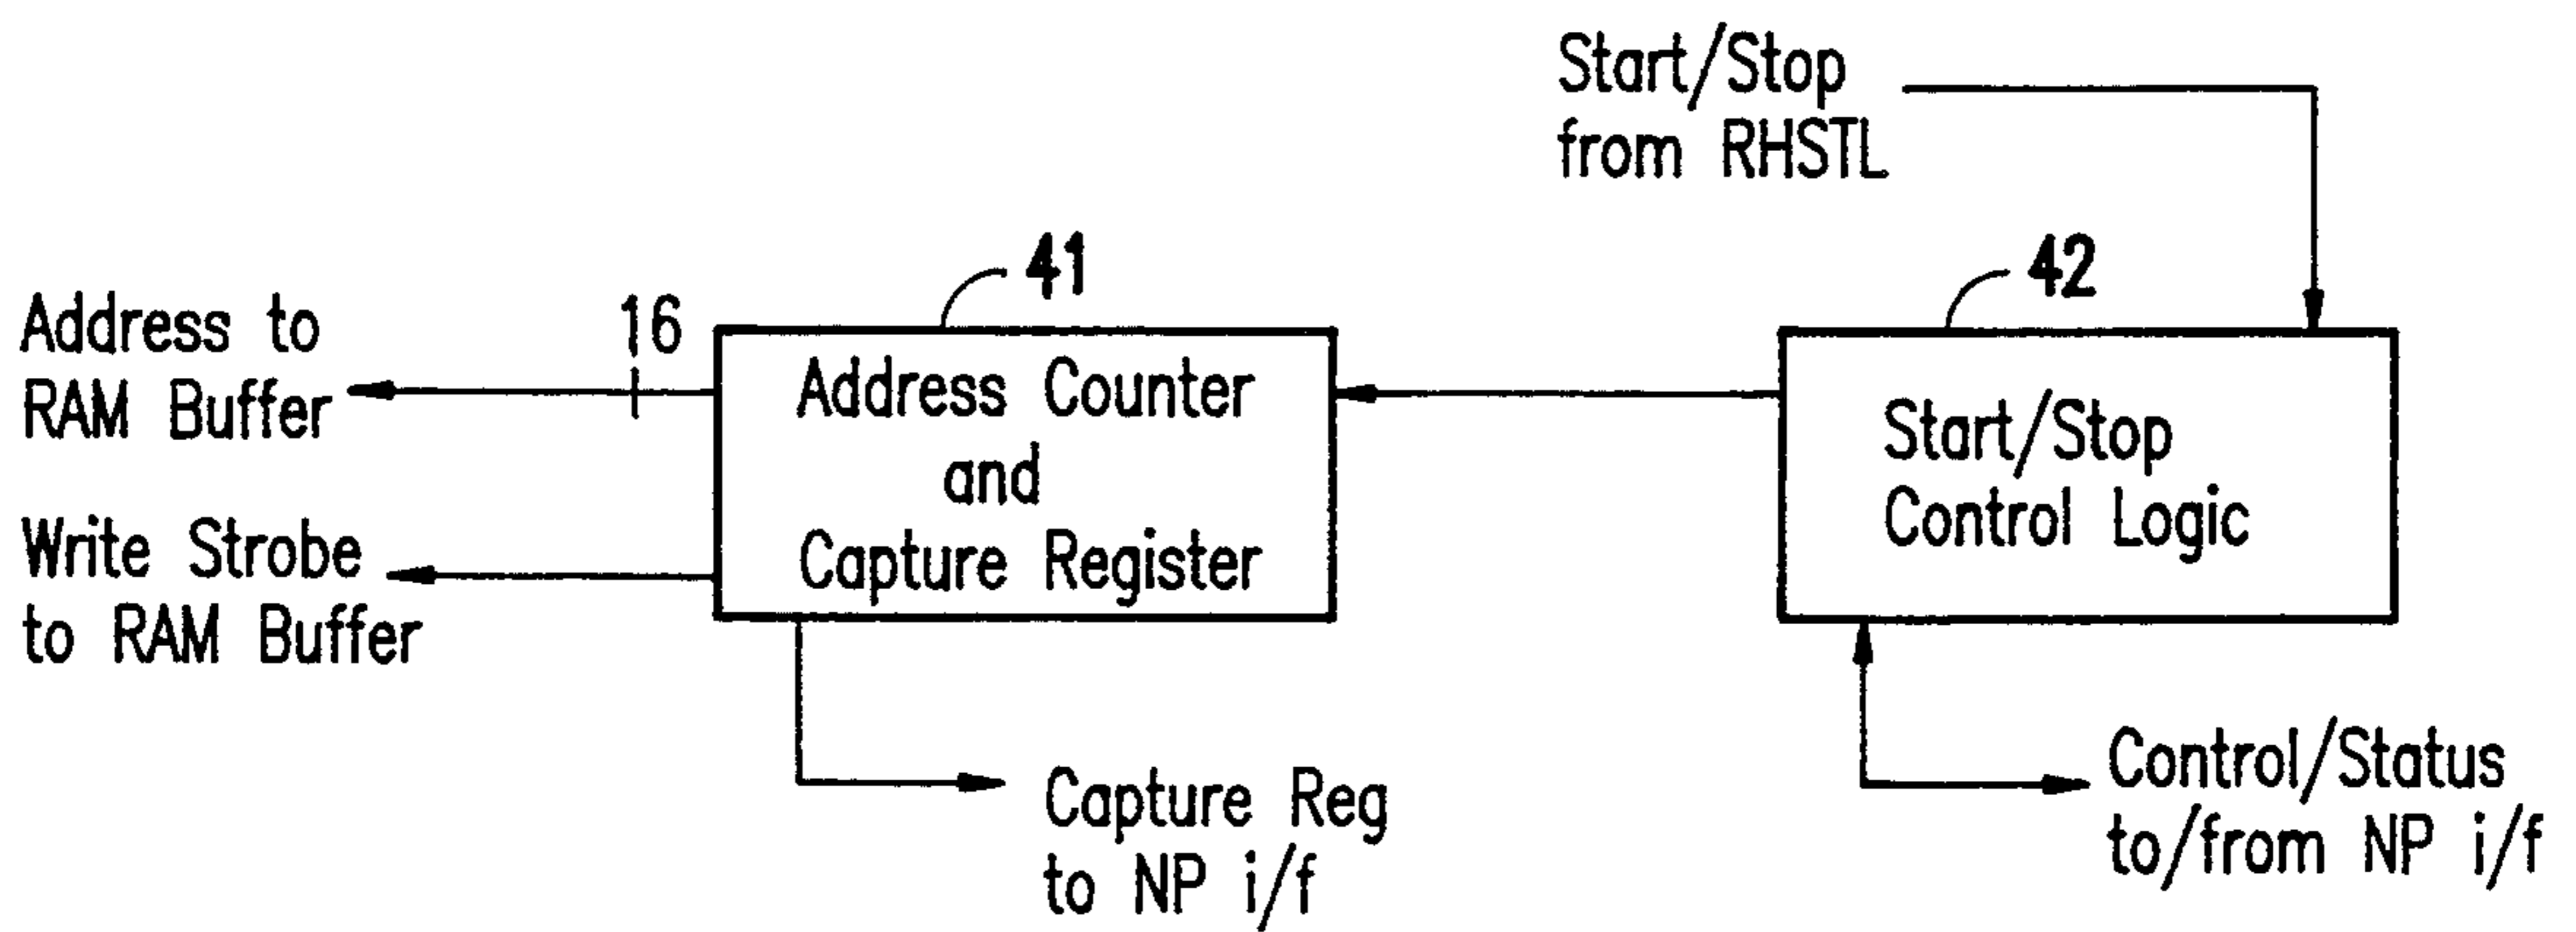 Start/Stop
from RHSTL
41
42
Address to
RAM Buffer
16
Address Counter
and
Capture Register
Start/Stop
Control Logic
Write Strobe
to RAM Buffer
Capture Reg
to NP i/f
Control/Status
to/from NP i/f